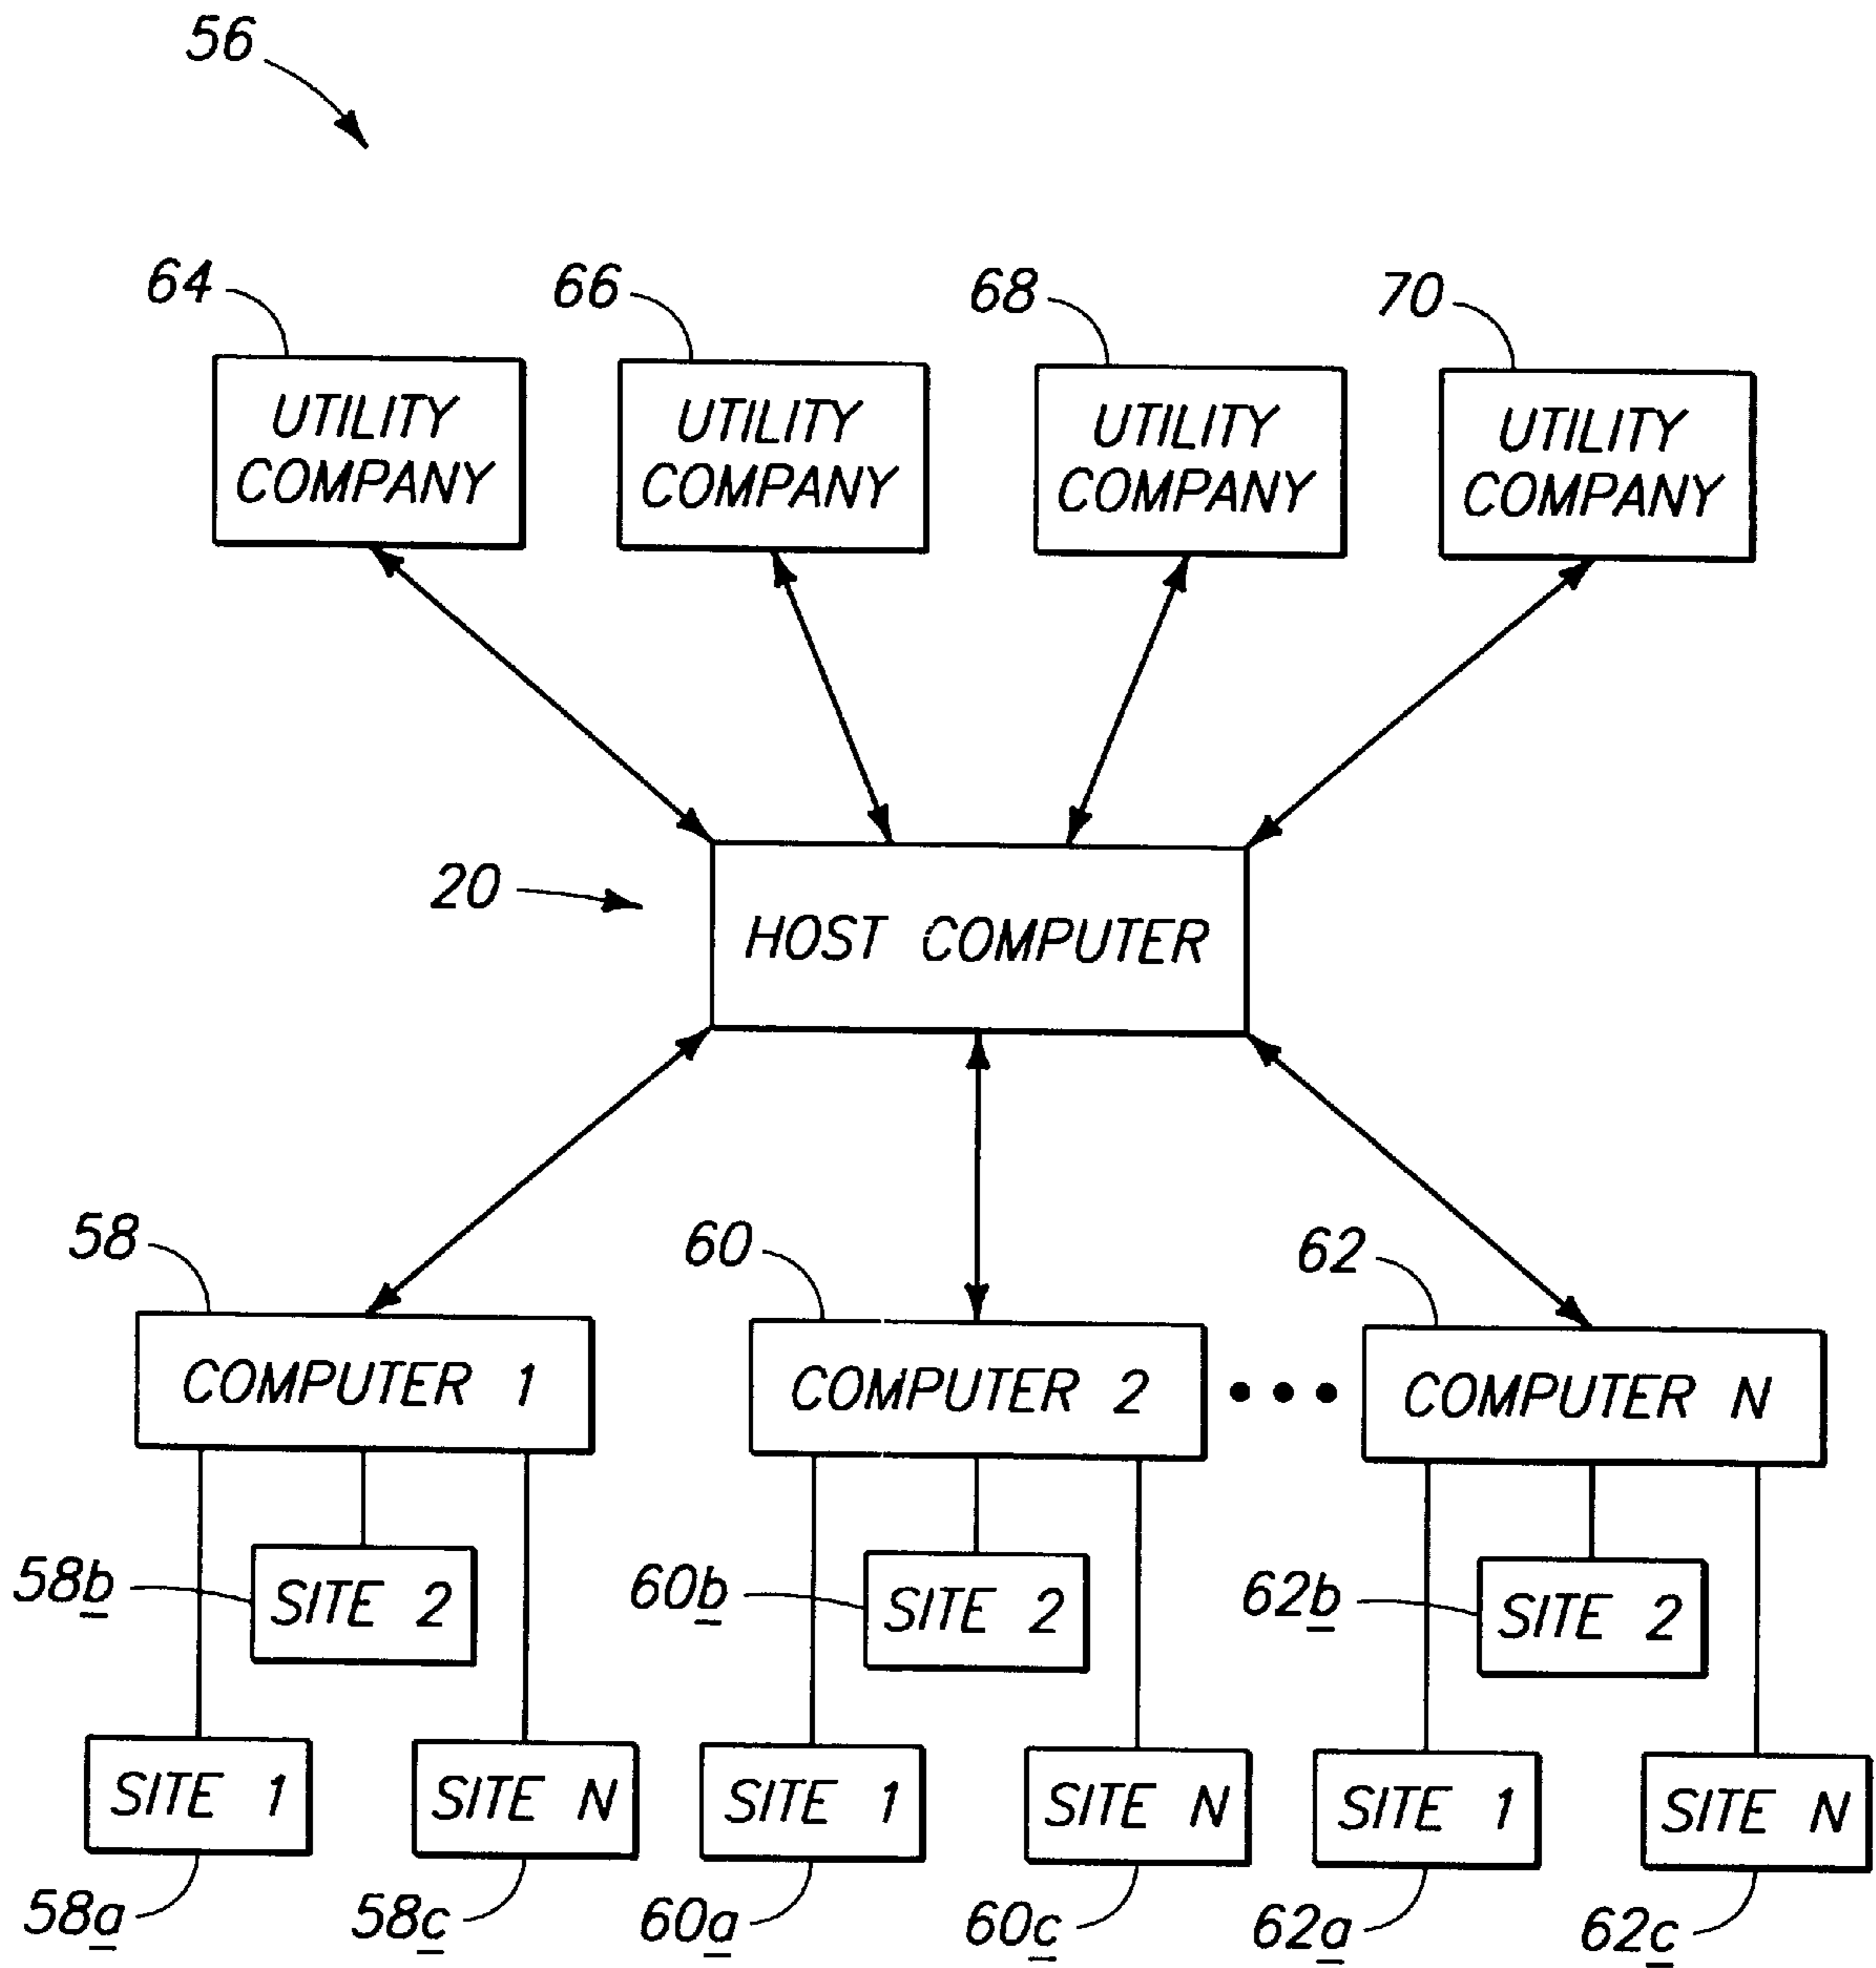 56
64
66
68
70
UTILITY
COMPANY
UTILITY
COMPANY
UTILITY
COMPANY
UTILITY
COMPANY
20
HOST COMPUTER
58
60
62
COMPUTER 1
COMPUTER 2
COMPUTER N
58b
SITE 2
60b
SITE 2
62b
SITE 2
SITE 1
SITE N
SITE 1
SITE N
SITE 1
SITE N
58a
58c
60a
60c
62a
62c